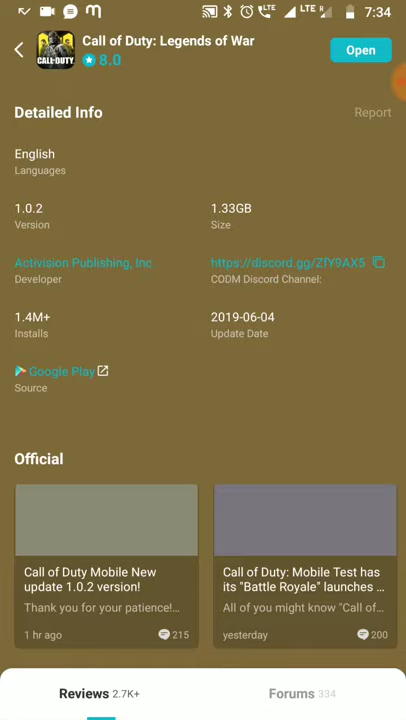 7:34
LTE
LTE
R
Call of Duty: Legends of War
8.0
Open
CALL·DUTY
Detailed Info
Report
English
Languages
1.0.2
Version
1.33GB
Size
Activision Publishing, Inc
Developer
https://discord.gg/ZfY9AX5
CODM Discord Channel:
1.4M+
Installs
2019-06-04
Update Date
Google Play
Source
Official
Call of Duty Mobile New
update 1.0.2 version!
Thank you for your patience!...
1 hr ago
215
Call of Duty: Mobile Test has
its "Battle Royale" launches ...
All of you might know "Call of...
yesterday
200
Reviews 2.7K+
Forums 334